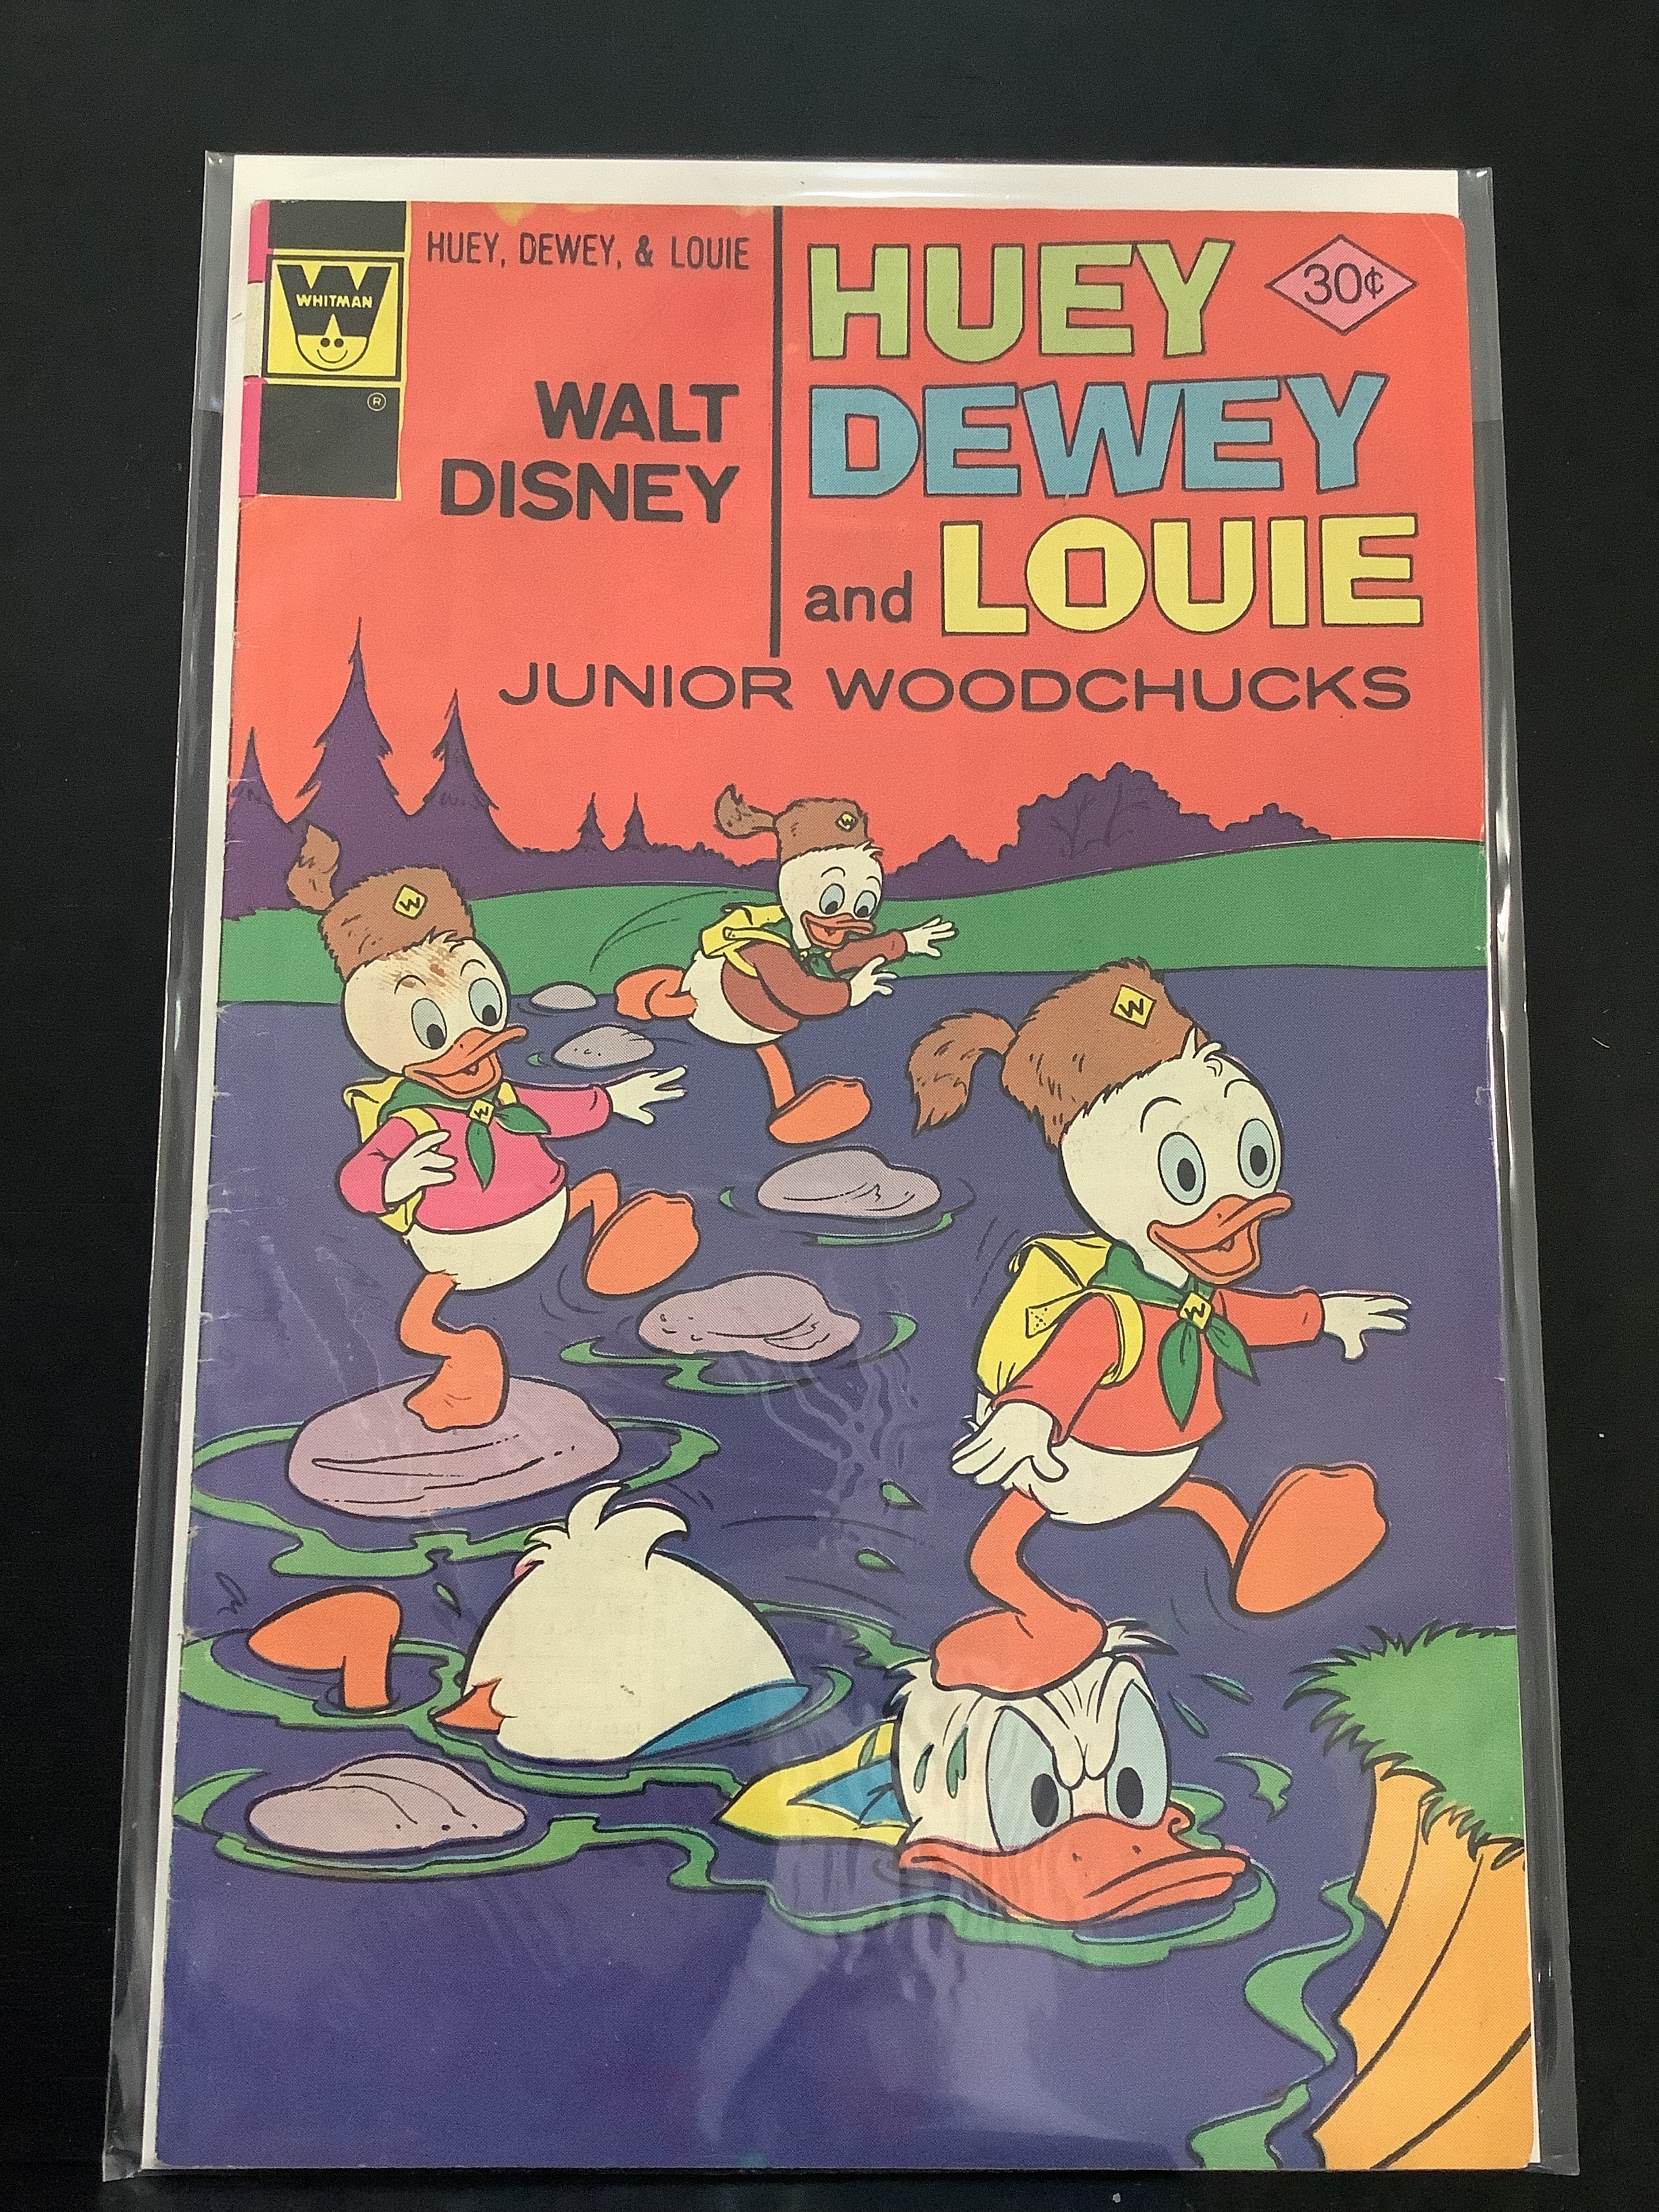 HUEY, DEWEY, & LOUIE
WHITMAN
®
WALT
DISNEY
HUEY
30¢
DEWEY
and LOUIE
JUNIOR WOODCHUCKS
W
W
W
W
W